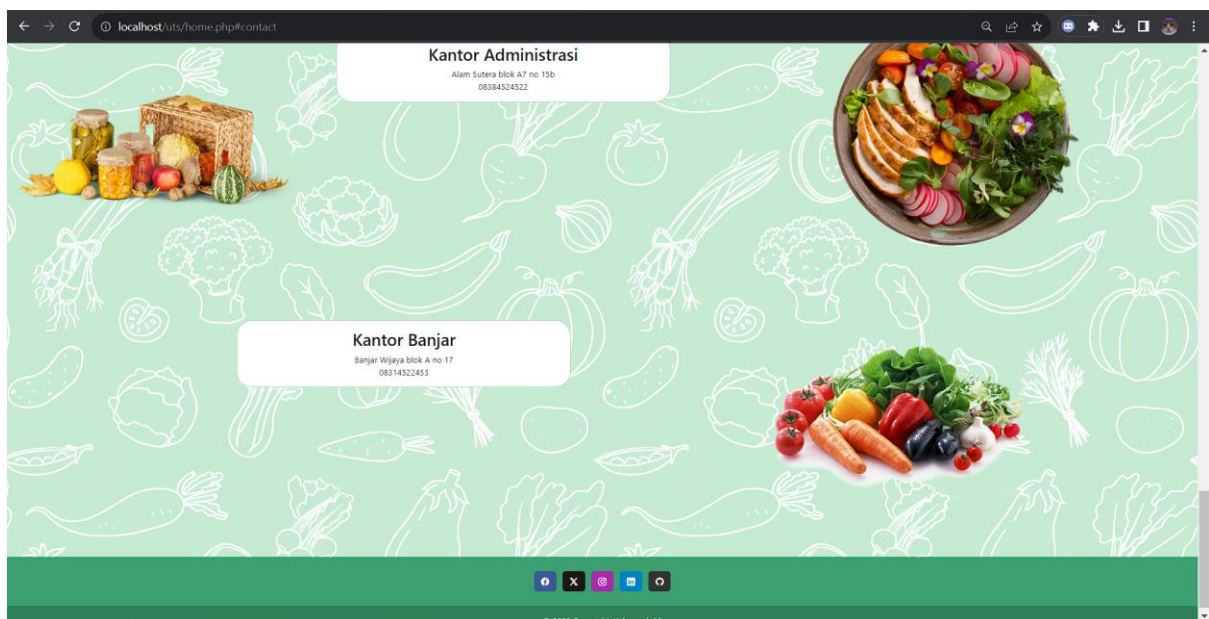 localhost/uts/home.php#contact
Kantor Administrasi
Alam Sutera blok A7 no 15b
08384524522
Kantor Banjar
Banjar Wijaya blok A no 17
08314522453